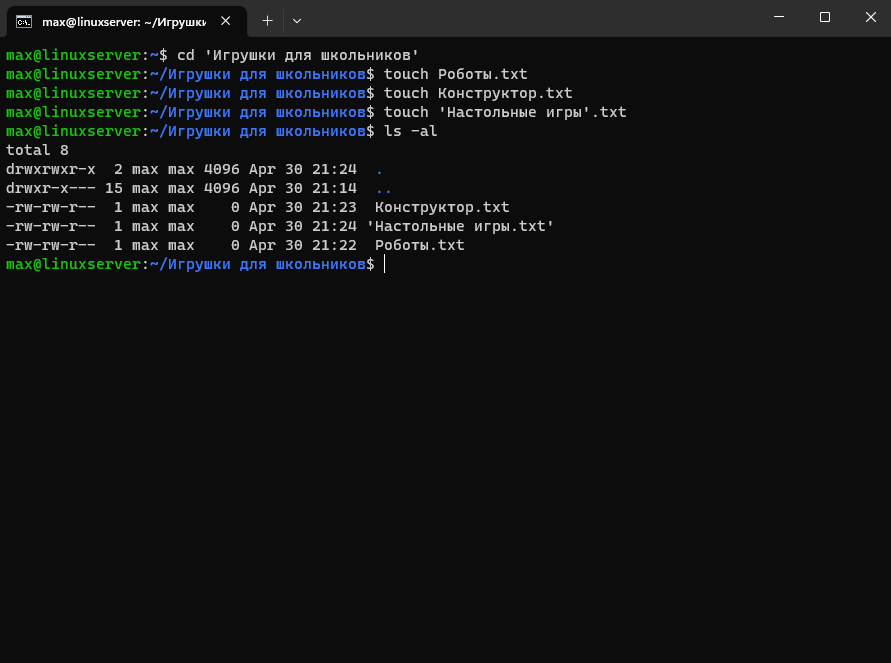 max@linuxserver: ~/Игрушки
max@linuxserver:~$ cd 'Игрушки для школьников'
max@linuxserver:~/Игрушки для школьников$ touch Роботы.txt
max@linuxserver:~/Игрушки для школьников$ touch Конструктор.txt
max@linuxserver:~/Игрушки для школьников$ touch 'Настольные игры'.txt
max@linuxserver:~/Игрушки для школьников$ ls -al
total 8
drwxrwxr-x  2 max max 4096 Apr 30 21:24  .
drwxr-x--- 15 max max 4096 Apr 30 21:14  ..
-rw-rw-r--  1 max max    0 Apr 30 21:23  Конструктор.txt
-rw-rw-r--  1 max max    0 Apr 30 21:24 'Настольные игры.txt'
-rw-rw-r--  1 max max    0 Apr 30 21:22  Роботы.txt
max@linuxserver:~/Игрушки для школьников$